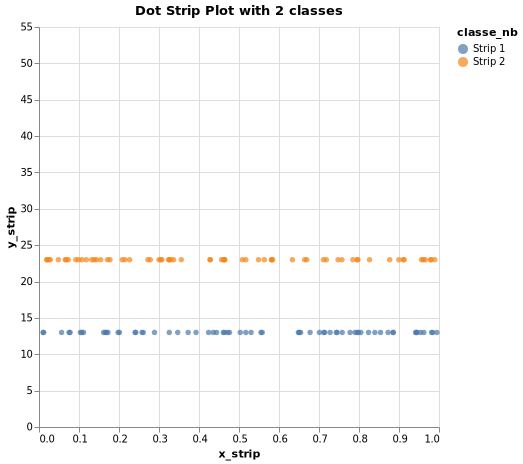 Dot Strip Plot with 2 classes
classe_nb
Strip 1
Strip 2
y_strip
55
50
45
40
35
30
25
20
15
10
5
0
0.0 0.1 0.2 0.3 0.4 0.5 0.6 0.7 0.8 0.9 1.0
x_strip